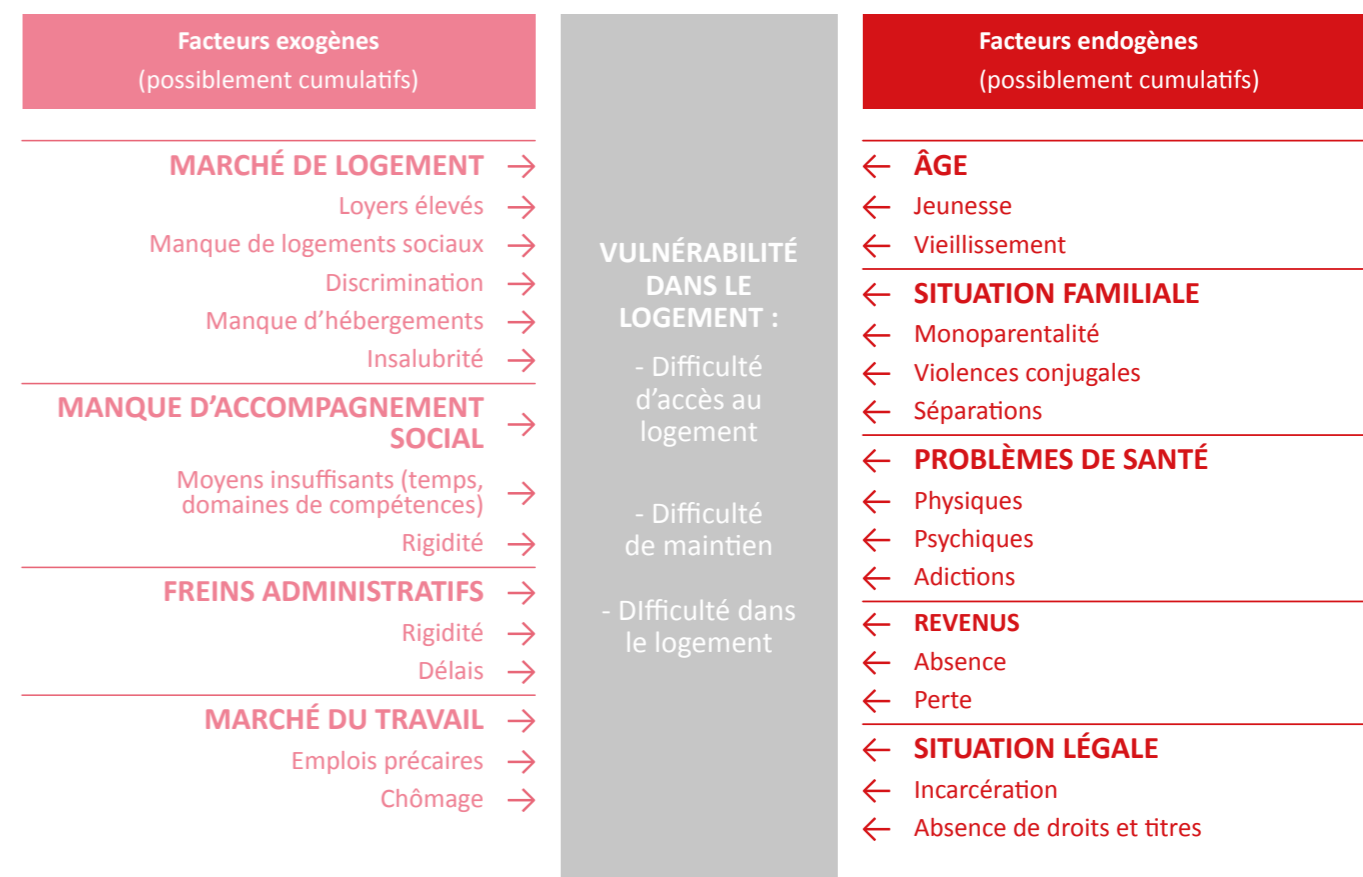 Facteurs exogènes
(possiblement cumulatifs)
MARCHÉ DE LOGEMENT →
Loyers élevés →
Manque de logements sociaux →
Discrimination →
Manque d'hébergements →
Insalubrité →
MANQUE D'ACCOMPAGNEMENT
SOCIAL →
Moyens insuffisants (temps,
domaines de compétences) →
Rigidité →
FREINS ADMINISTRATIFS →
Rigidité →
Délais →
MARCHÉ DU TRAVAIL →
Emplois précaires →
Chômage →
VULNÉRABILITÉ
DANS LE
LOGEMENT :
- Difficulté
d'accès au
logement
- Difficulté
de maintien
- DIfficulté dans
le logement
Facteurs endogènes
(possiblement cumulatifs)
← ÂGE
← Jeunesse
← Vieillissement
← SITUATION FAMILIALE
← Monoparentalité
← Violences conjugales
← Séparations
← PROBLÈMES DE SANTÉ
← Physiques
← Psychiques
← Adictions
← REVENUS
← Absence
← Perte
← SITUATION LÉGALE
← Incarcération
← Absence de droits et titres